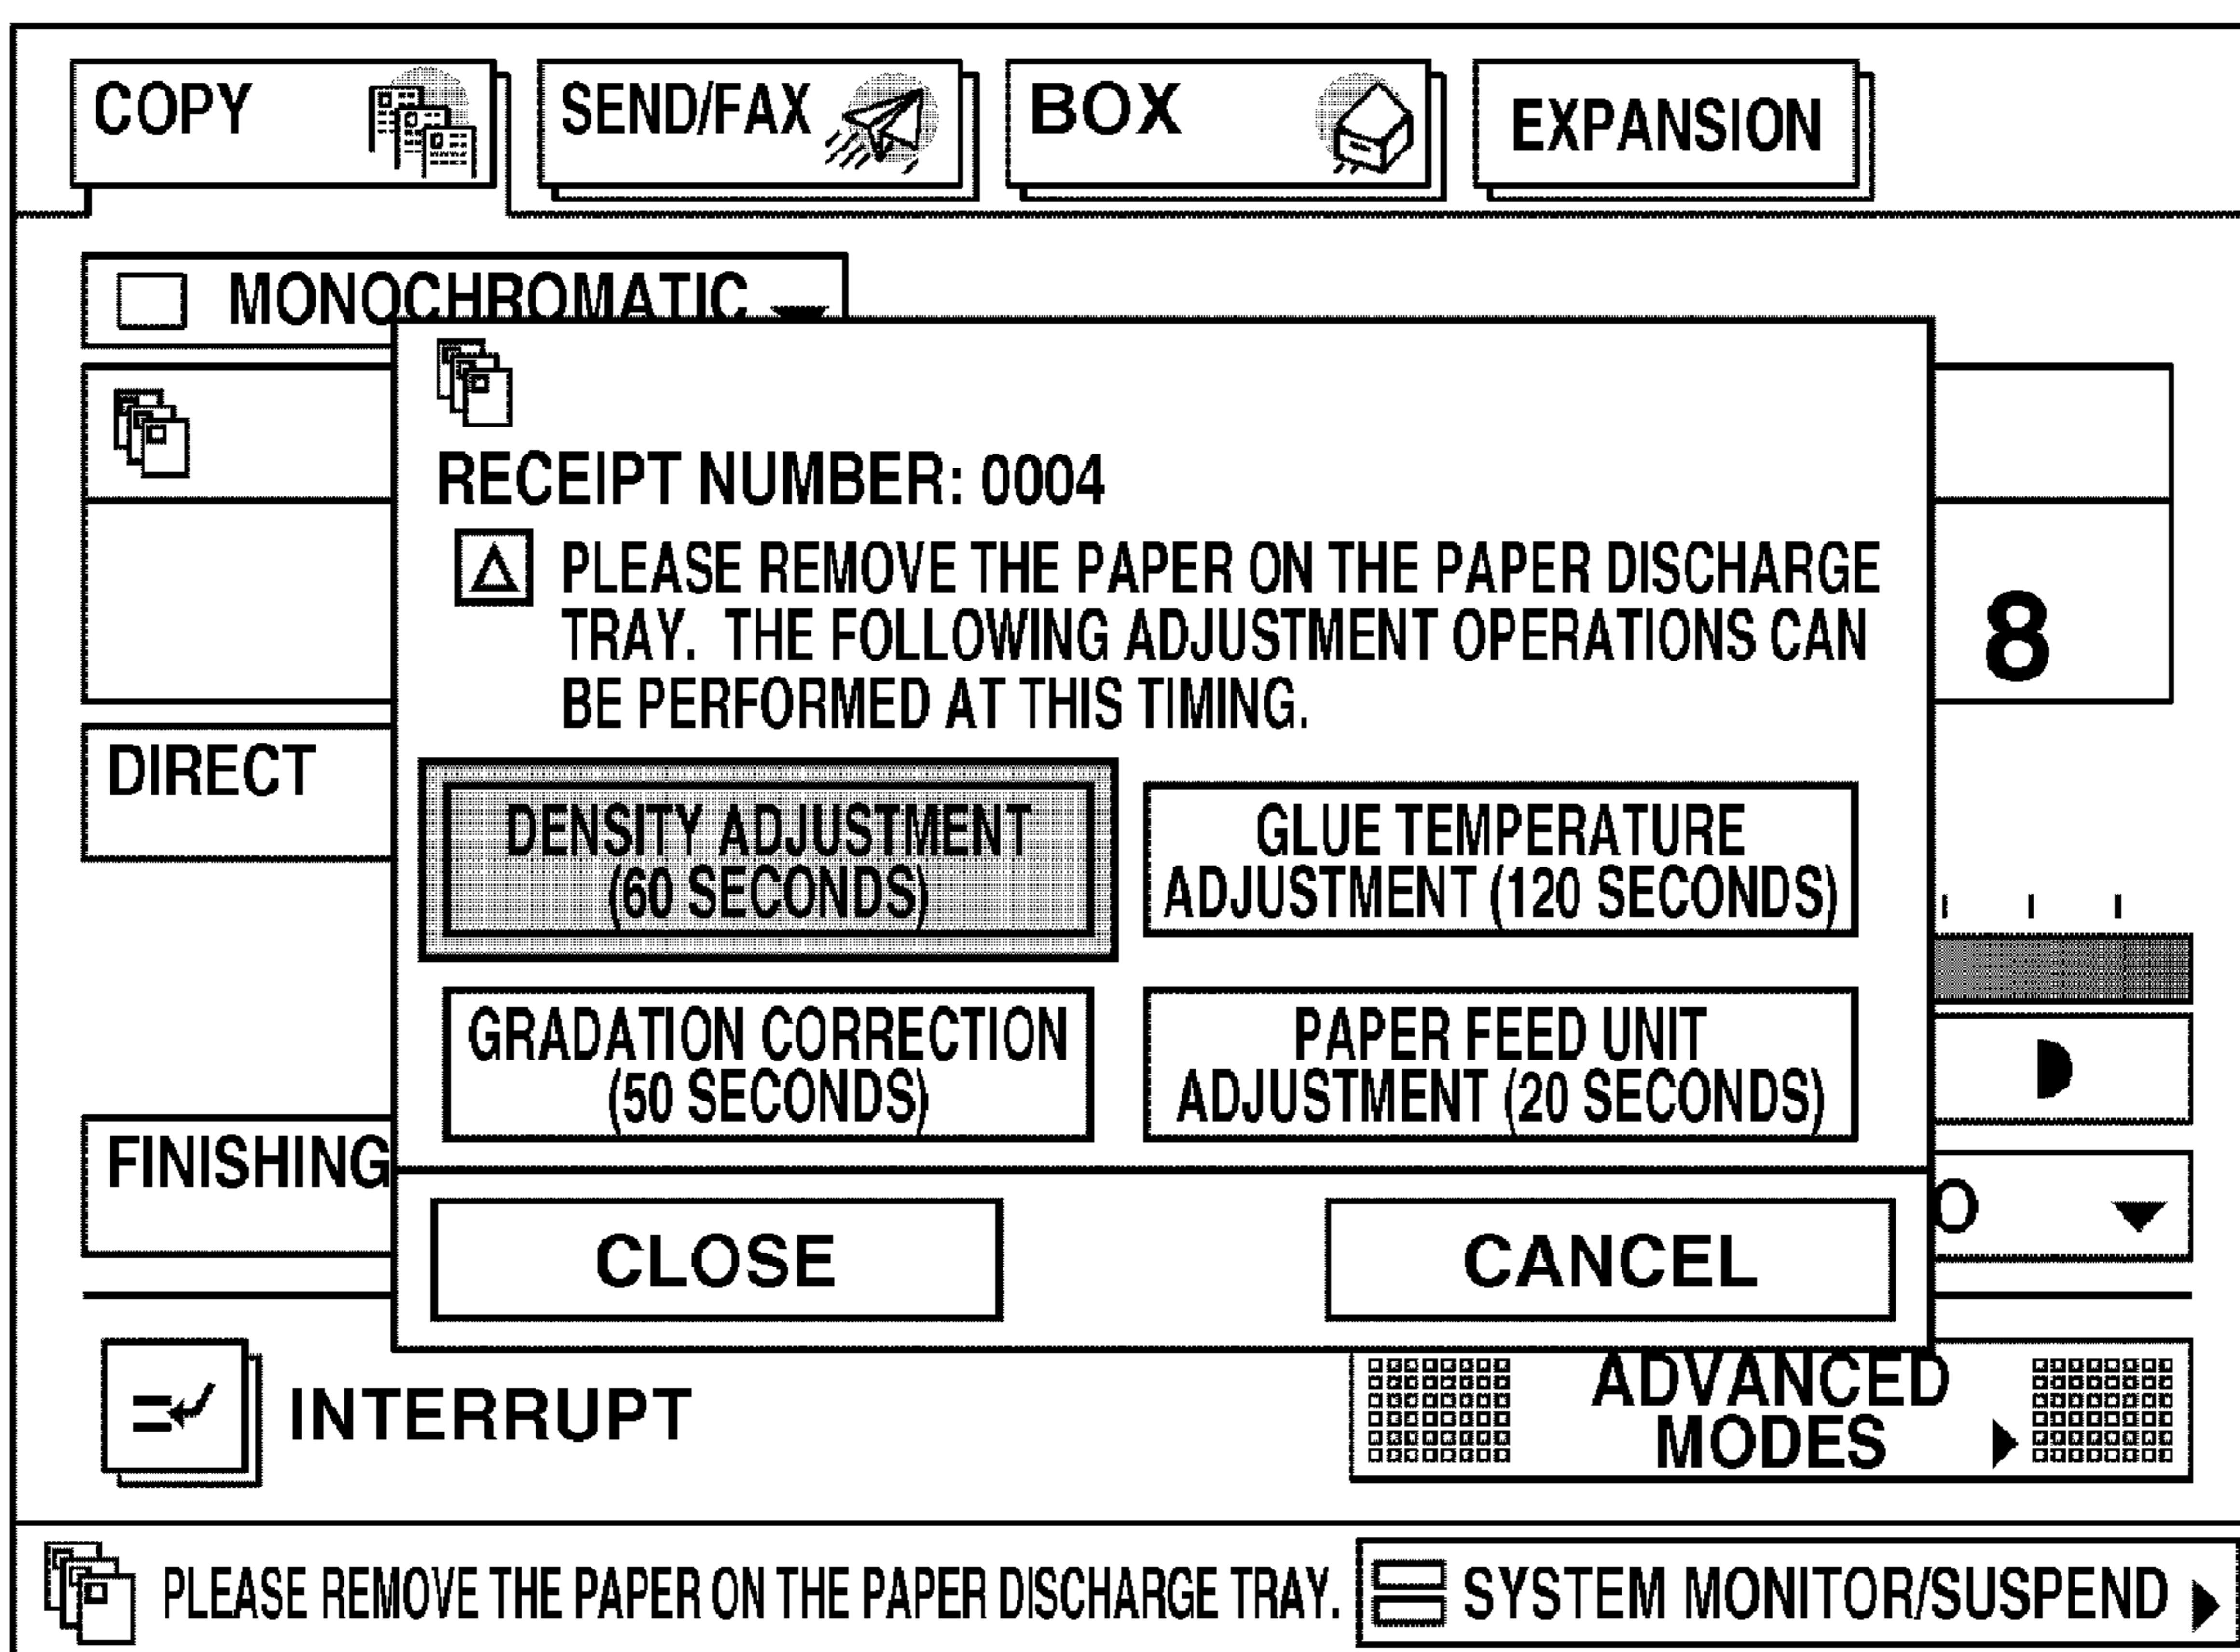 COPY
SEND/FAX
BOX
EXPANSION
MONOCHROMATIC
RECEIPT NUMBER: 0004
PLEASE REMOVE THE PAPER ON THE PAPER DISCHARGE
TRAY. THE FOLLOWING ADJUSTMENT OPERATIONS CAN
BE PERFORMED AT THIS TIMING.
8
DIRECT
DENSITY ADJUSTMENT
(60 SECONDS)
GLUE TEMPERATURE
ADJUSTMENT (120 SECONDS)
GRADATION CORRECTION
(50 SECONDS)
PAPER FEED UNIT
ADJUSTMENT (20 SECONDS)
FINISHING
O
CLOSE
CANCEL
INTERRUPT
ADVANCED
MODES
PLEASE REMOVE THE PAPER ON THE PAPER DISCHARGE TRAY.
SYSTEM MONITOR/SUSPEND